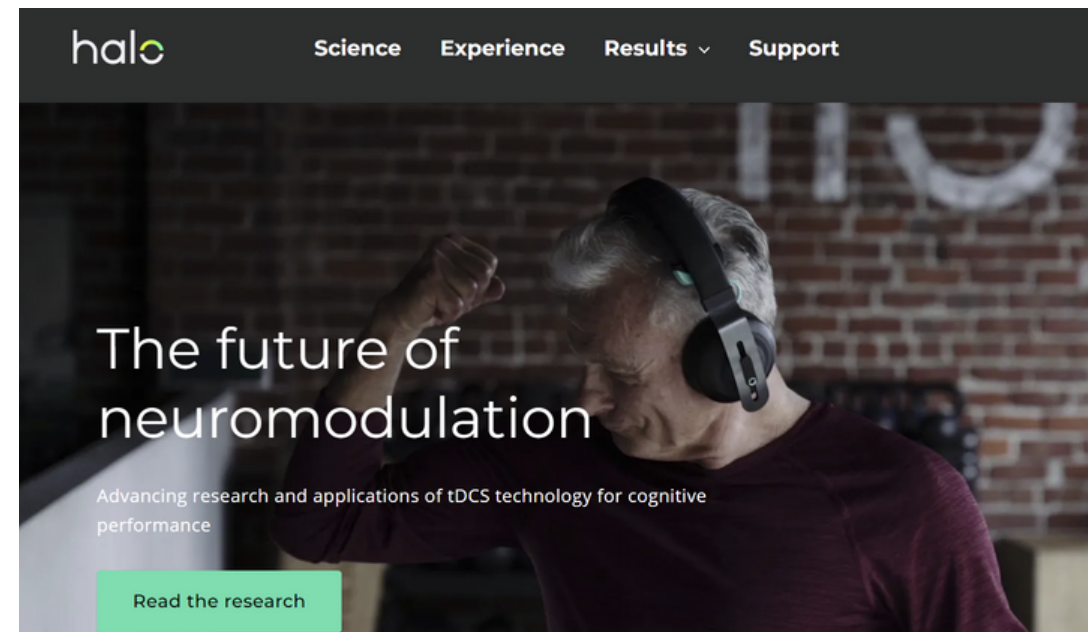 halo
Science Experience Results Support
The future of
neuromodulation
Advancing research and applications of tDCS technology for cognitive
performance
Read the research